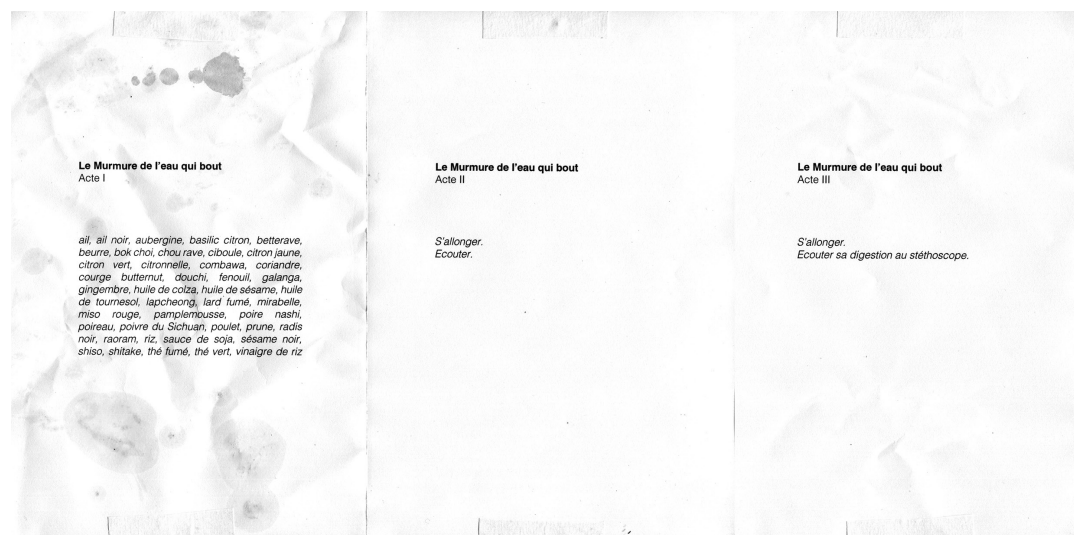 Le Murmure de l'eau qui bout
Acte I
ail, ail noir, aubergine, basilic citron, betterave,
beurre, bok choi, chou rave, ciboule, citron jaune,
citron vert, citronnelle, combawa, coriandre,
courge butternut, douchi, fenouil, galanga,
gingembre, huile de colza, huile de sésame, huile
de tournesol, lapcheong, lard fumé, mirabelle,
miso rouge, pamplemousse, poire nashi,
poireau, poivre du Sichuan, poulet, prune, radis
noir, raoram, riz, sauce de soja, sésame noir,
shiso, shitake, thé fumé, thé vert, vinaigre de riz
Le Murmure de l'eau qui bout
Acte II
S'allonger.
Ecouter.
Le Murmure de l'eau qui bout
Acte III
S'allonger.
Ecouter sa digestion au stéthoscope.